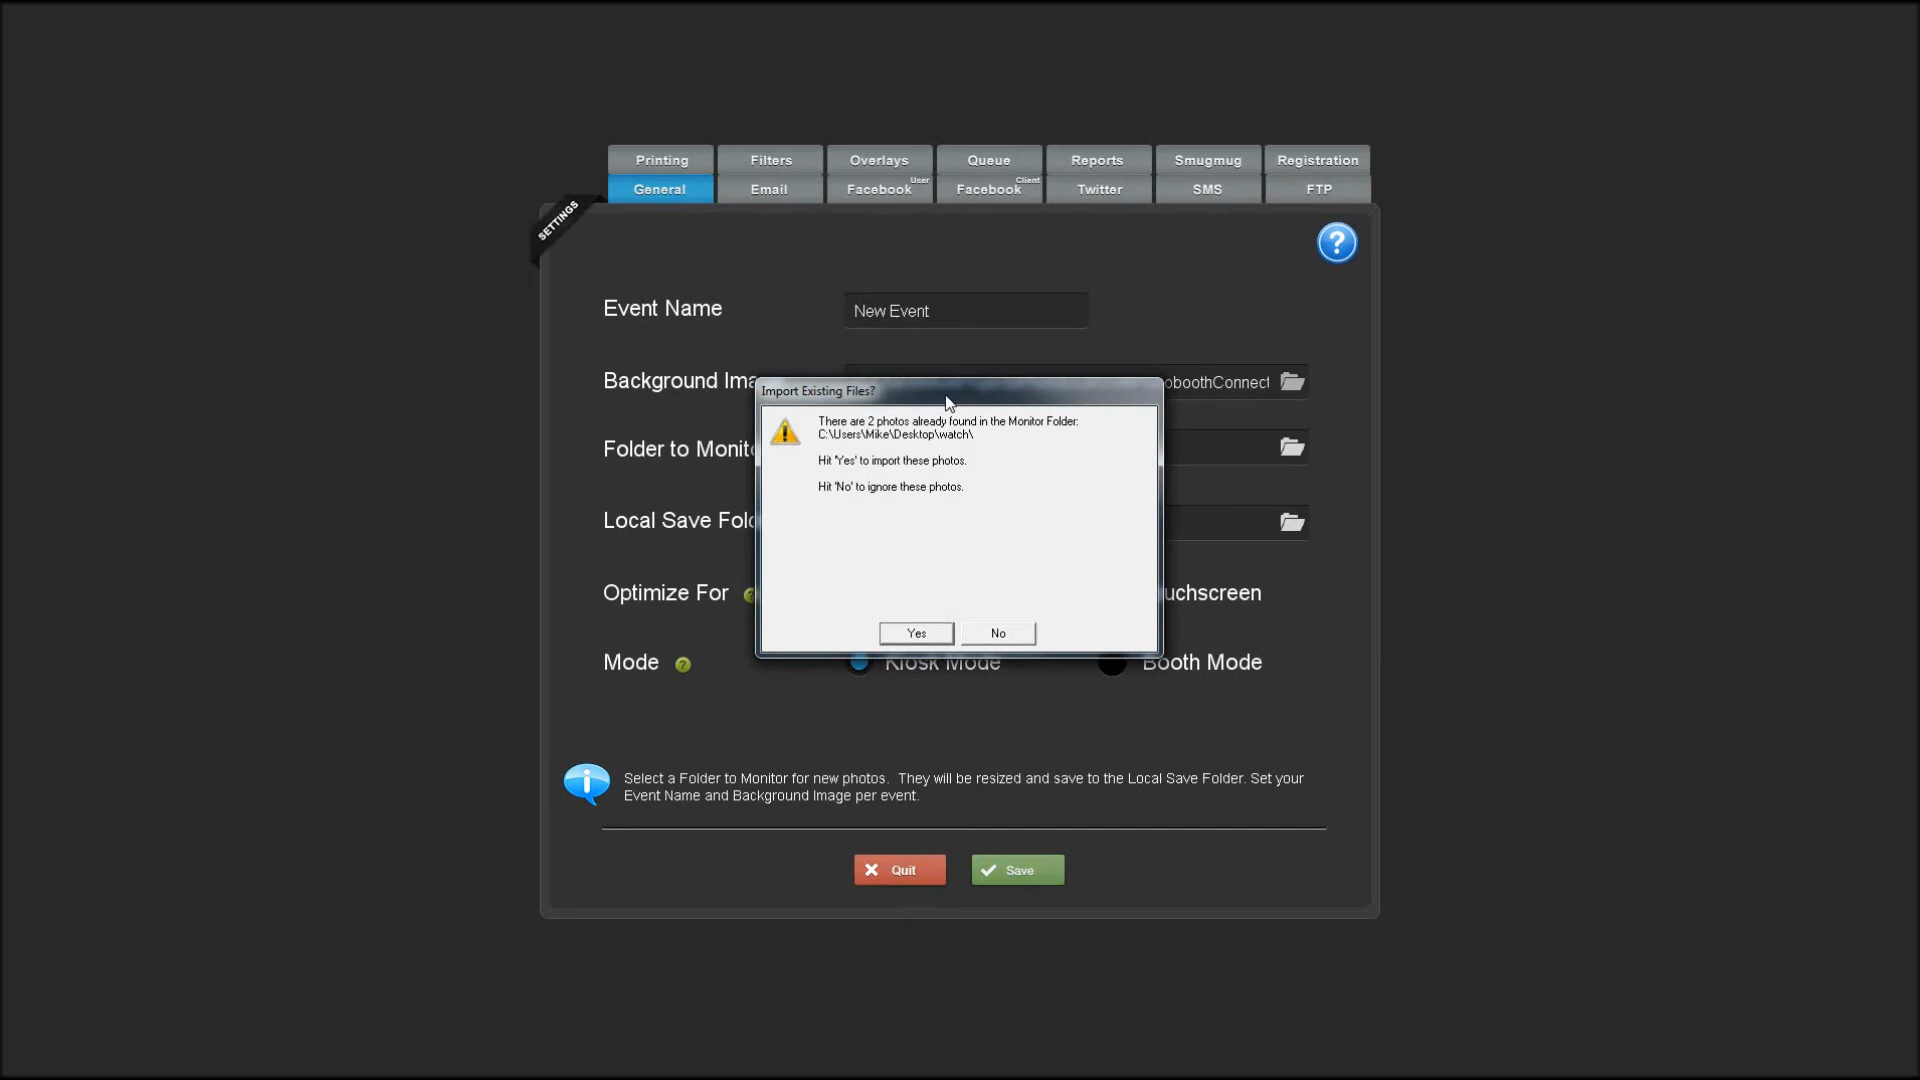 Printing Filters Overlays Queue Reports Smugmug Registration
General Email Facebook User Facebook Client Twitter SMS FTP
SETTINGS
?
Event Name New Event
Background Ima oboothConnect
Import Existing Files?
There are 2 photos already found in the Monitor Folder:
C:\Users\Mike\Desktop\watch\
Hit 'Yes' to import these photos.
Hit 'No' to ignore these photos.
Yes No
Folder to Monito
Local Save Fold
Optimize For ? uchscreen
Mode ? Kiosk Mode Booth Mode
Select a Folder to Monitor for new photos. They will be resized and save to the Local Save Folder. Set your
Event Name and Background Image per event.
Quit Save